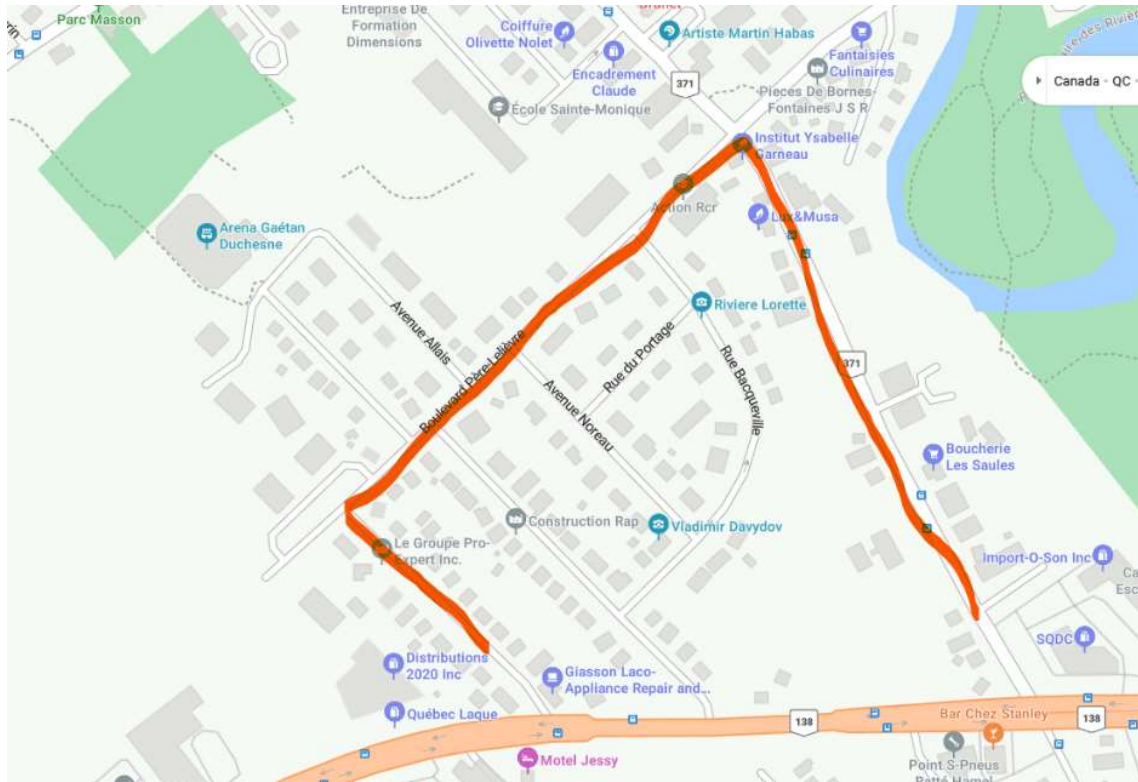 Parc Masson
Entreprise De
Formation
Dimensions
Coiffure
Olivette Nolet
Artiste Martin Habas
Encadrement
Claude
Fantaisies
Culinaires
371
Pieces De Bornes-
Fontaines J S R
Canada - QC
École Sainte-Monique
Institut Ysabelle
Garneau
Action Rcr
Lux&Musa
Arena Gaétan
Duchesne
Avenue Allais
Boulevard Père-Lelièvre
Riviere Lorette
Rue du Portage
Rue Bacqueville
Avenue Noreau
371
Boucherie
Les Saules
Construction Rap
Vladimir Davydov
Le Groupe Pro-
Expert Inc.
Import-O-Son Inc
SQDC
Distributions
2020 Inc
Giasson Laco-
Appliance Repair and...
Québec Laque
138
Bar Chez Stanley
138
Motel Jessy
Point S-Pneus